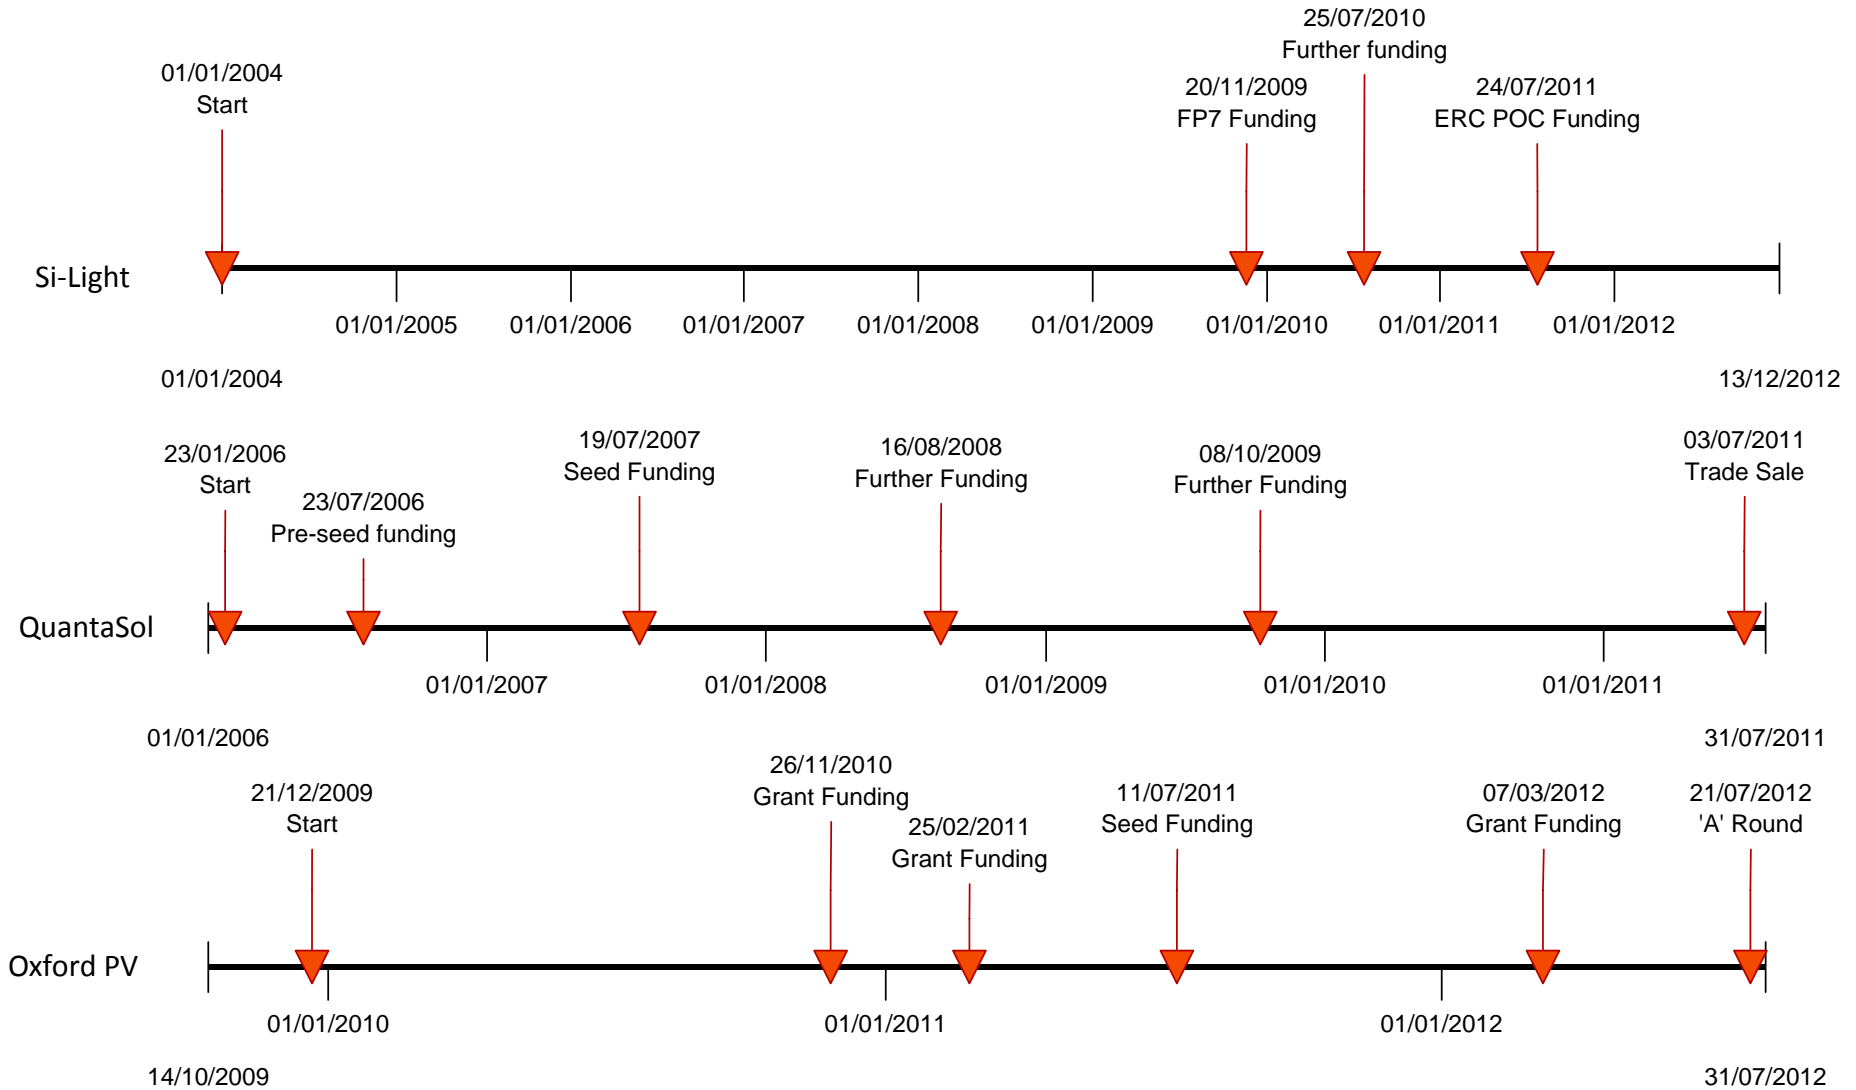 25/07/2010
Further funding
01/01/2004
Start
20/11/2009
FP7 Funding
24/07/2011
ERC POC Funding
Si-Light
01/01/2005
01/01/2006
01/01/2007
01/01/2008
01/01/2009
01/01/2010
01/01/2011
01/01/2012
01/01/2004
13/12/2012
23/01/2006
Start
23/07/2006
Pre-seed funding
19/07/2007
Seed Funding
16/08/2008
Further Funding
08/10/2009
Further Funding
03/07/2011
Trade Sale
QuantaSol
01/01/2007
01/01/2008
01/01/2009
01/01/2010
01/01/2011
01/01/2006
31/07/2011
21/12/2009
Start
26/11/2010
Grant Funding
25/02/2011
Grant Funding
11/07/2011
Seed Funding
07/03/2012
Grant Funding
21/07/2012
'A' Round
Oxford PV
01/01/2010
01/01/2011
01/01/2012
14/10/2009
31/07/2012